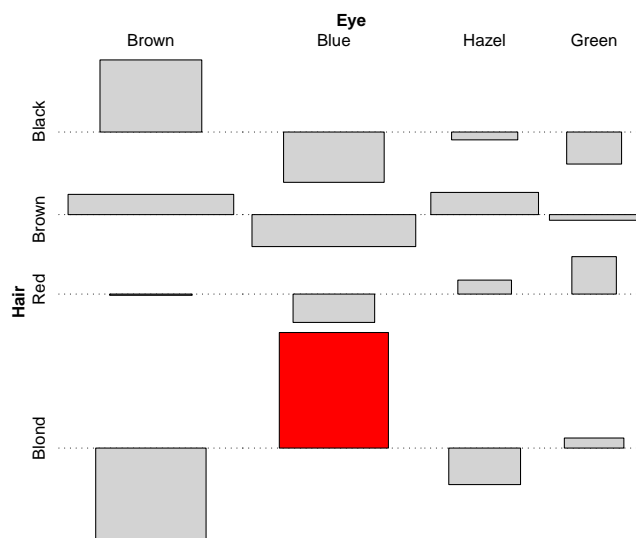 Eye
Brown Blue Hazel Green
Hair
Black
Brown
Red
Blond